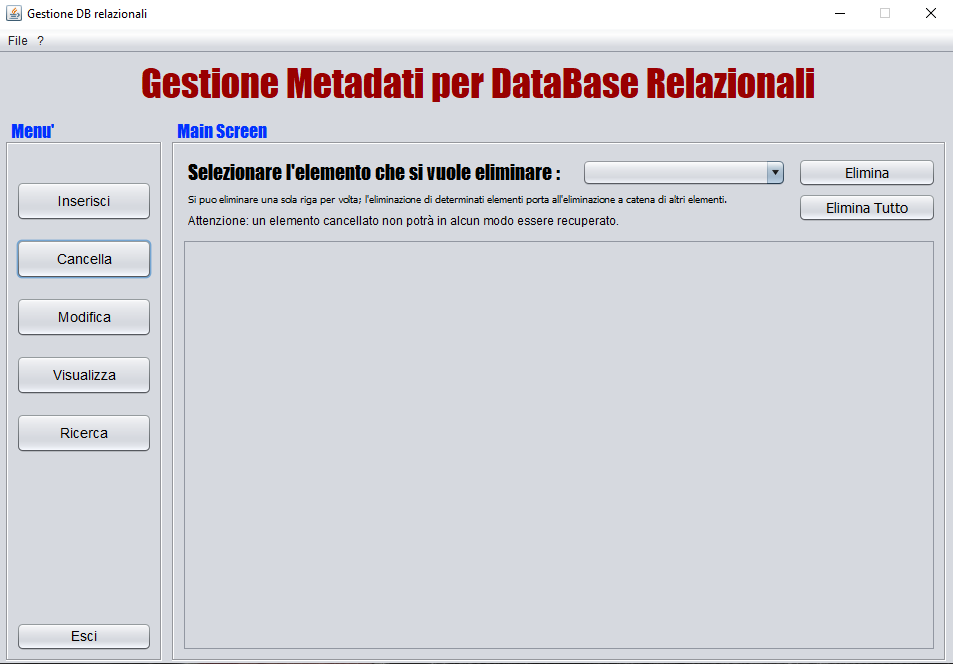 Gestione DB relazionali
File ?
Gestione Metadati per DataBase Relazionali
Menu'
Main Screen
Inserisci
Cancella
Modifica
Visualizza
Ricerca
Esci
Selezionare l'elemento che si vuole eliminare :
Elimina
Si puo eliminare una sola riga per volta; l'eliminazione di determinati elementi porta all'eliminazione a catena di altri elementi.
Elimina Tutto
Attenzione: un elemento cancellato non potrà in alcun modo essere recuperato.